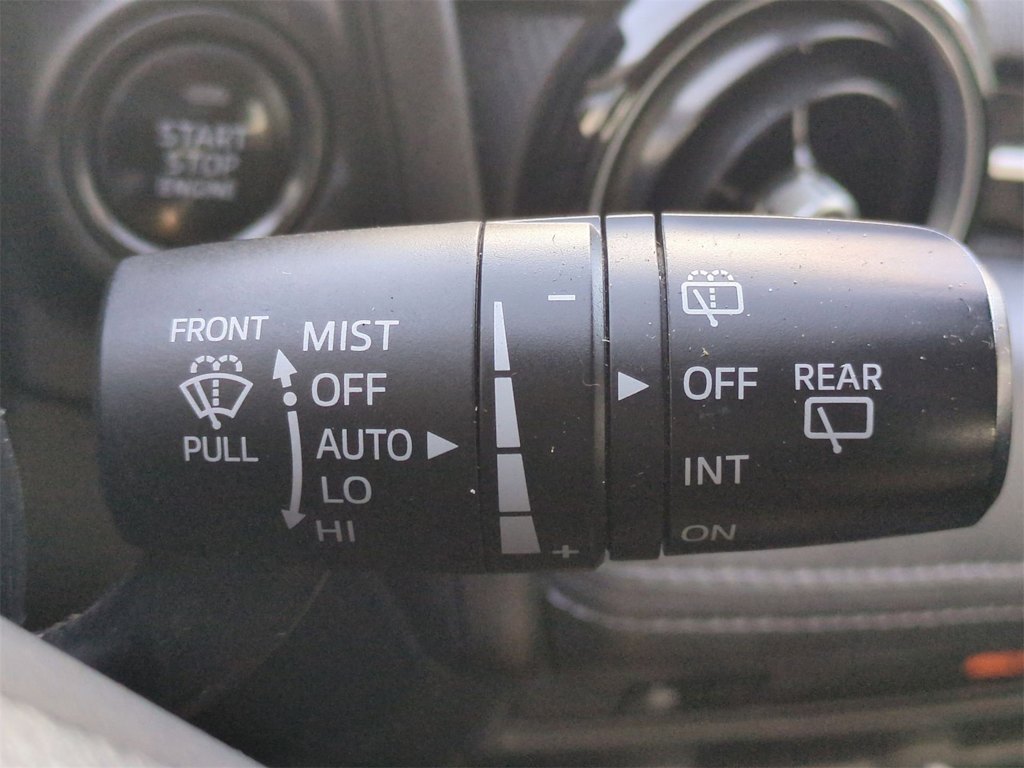 START
STOP
ENGINE
FRONT
PULL
MIST
OFF
AUTO
LO
HI
−
+
OFF
INT
ON
REAR